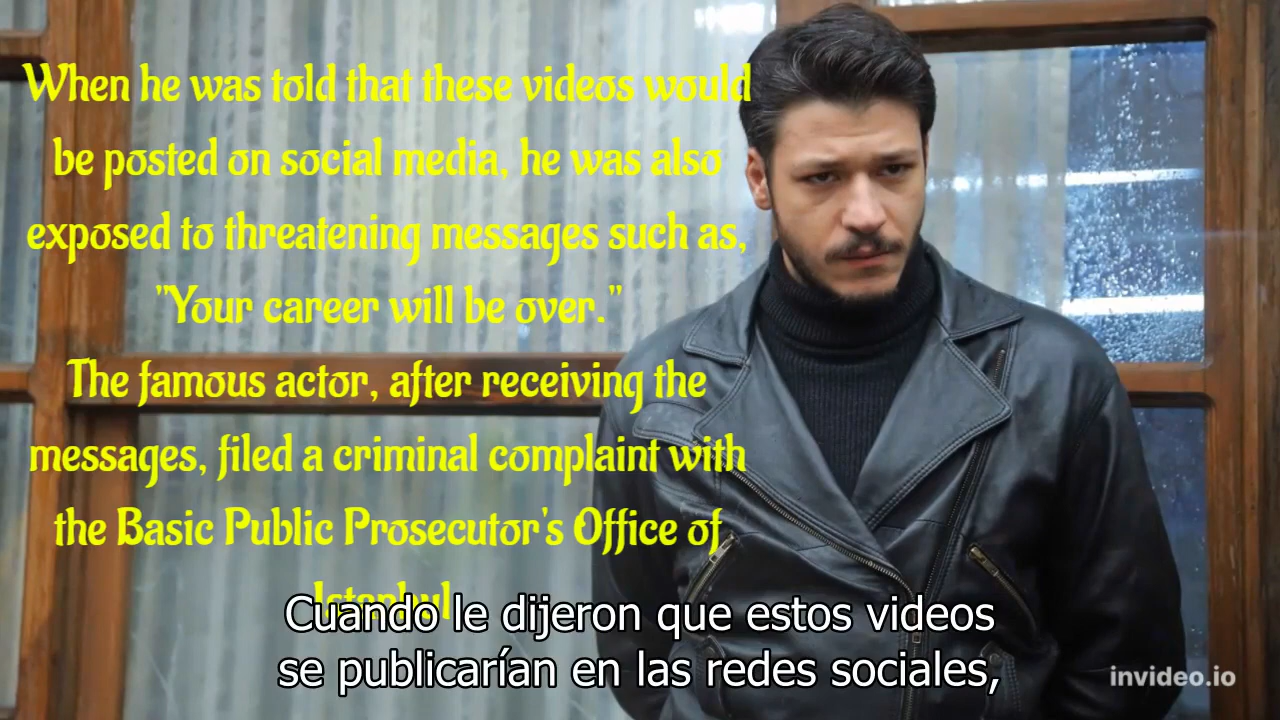 When he was told that these videos would
be posted on social media, he was also
exposed to threatening messages such as,
"Your career will be over."
The famous actor, after receiving the
messages, filed a criminal complaint with
the Basic Public Prosecutor's Office of
Istanbul
Cuando le dijeron que estos videos
se publicarían en las redes sociales,
invideo.io